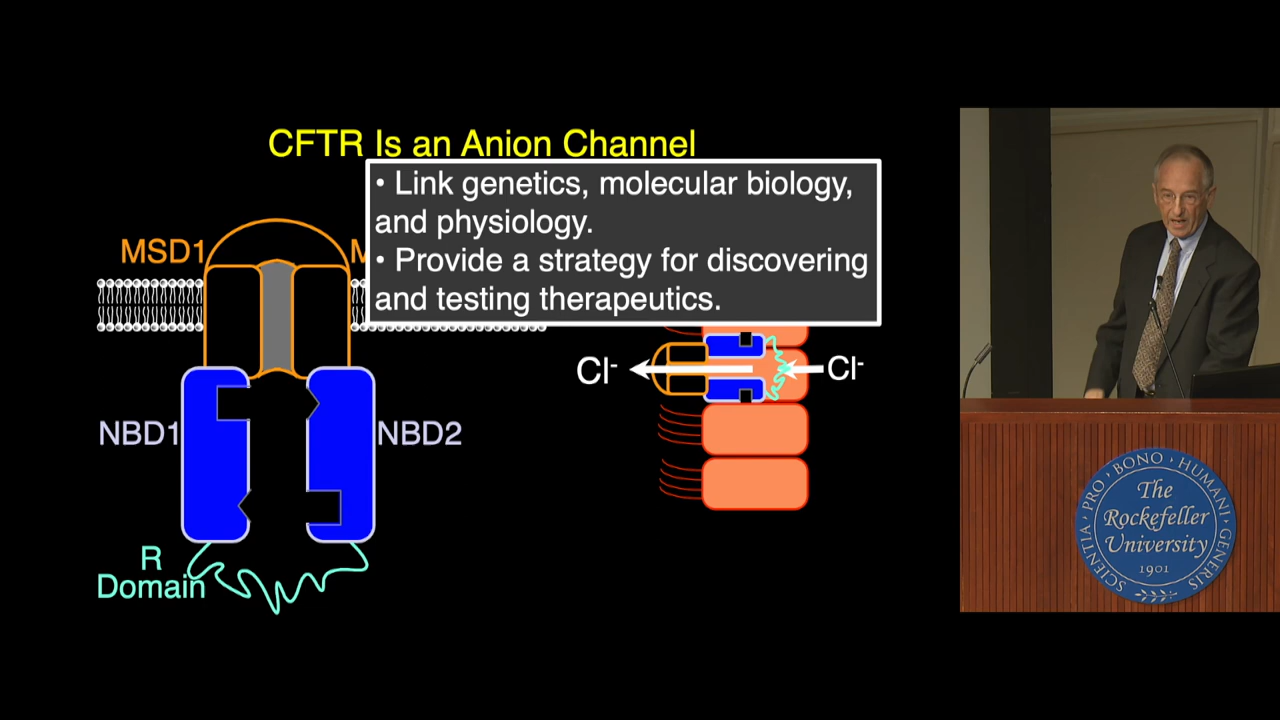 CFTR Is an Anion Channel
• Link genetics, molecular biology,
and physiology.
• Provide a strategy for discovering
and testing therapeutics.
MSD1
M
Cl-
Cl-
NBD1
NBD2
R
Domain
SCIENTIA · PRO · BONO · HUMANI · GENERIS
The
Rockefeller
University
1901